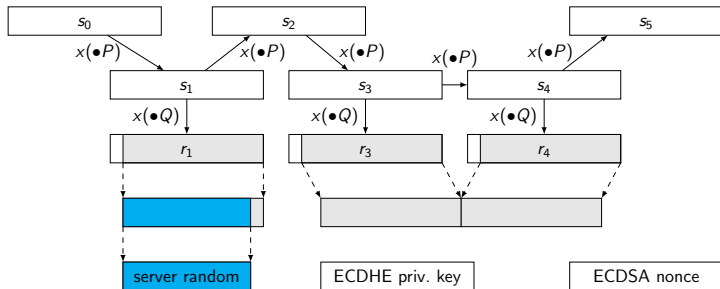 s₀ s₂ s₅
x(•P) x(•P) x(•P) x(•P) x(•P)
s₁ s₃ s₄
x(•Q) x(•Q) x(•Q)
r₁ r₃ r₄
server random ECDHE priv. key ECDSA nonce